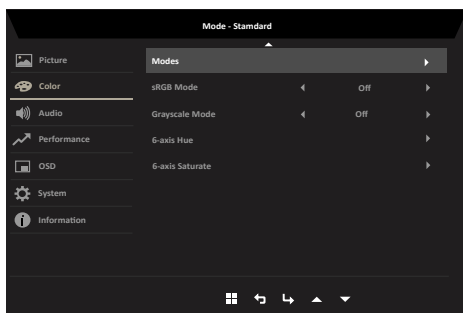 Mode - Stamdard
Picture
Modes
Color
sRGB Mode Off
Audio
Grayscale Mode Off
Performance
6-axis Hue
OSD
6-axis Saturate
System
Information